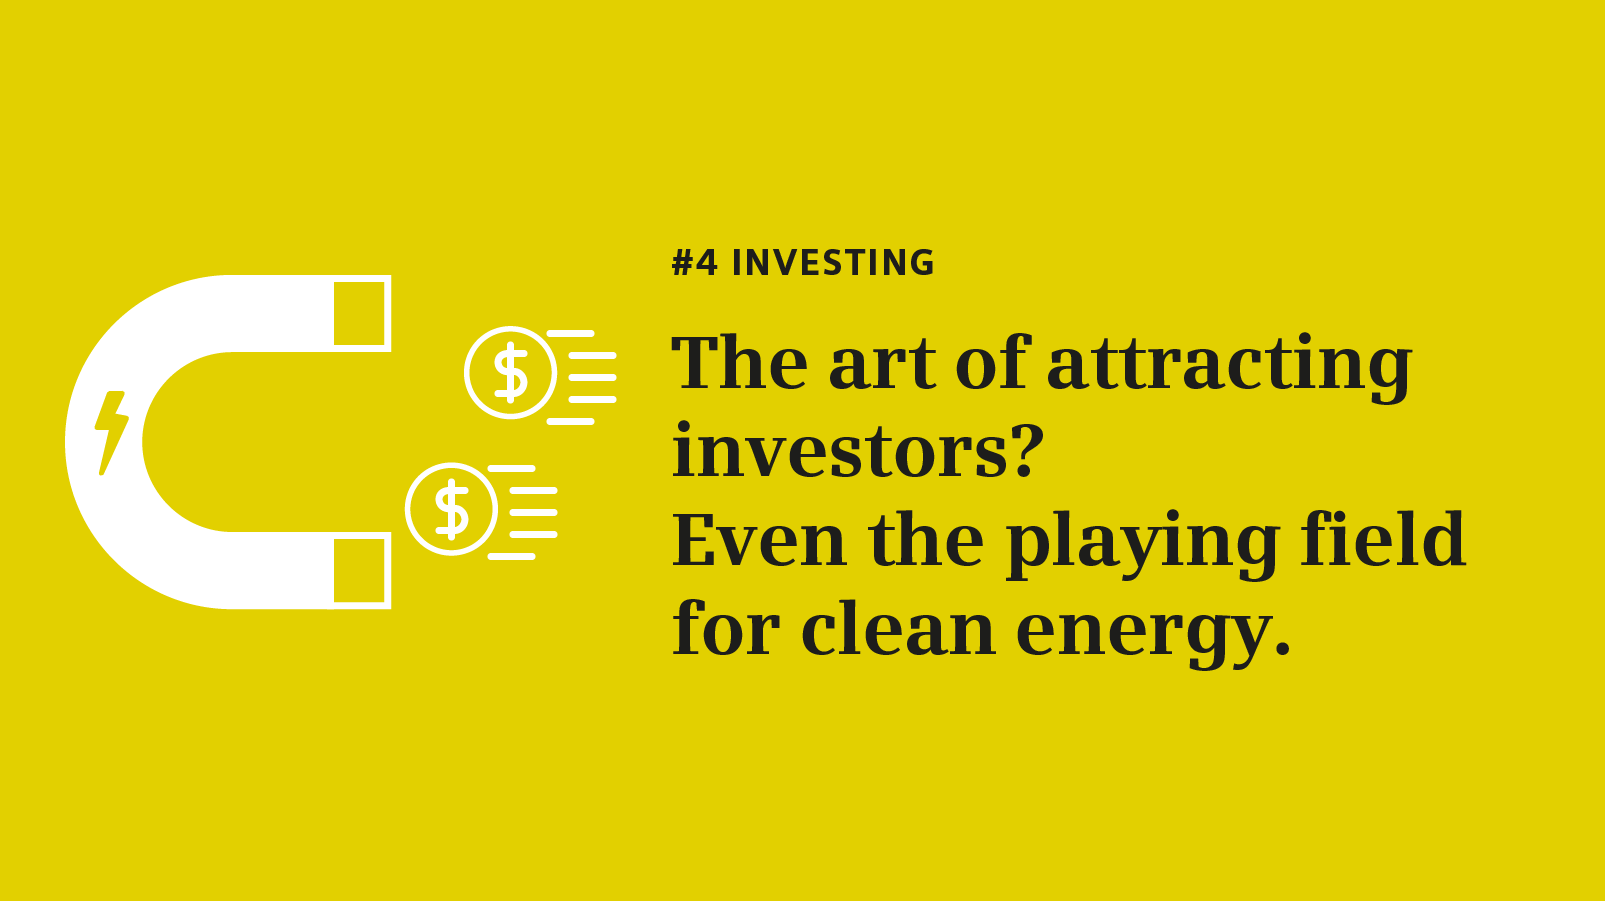 #4 INVESTING
The art of attracting
investors?
Even the playing field
for clean energy.
$
$